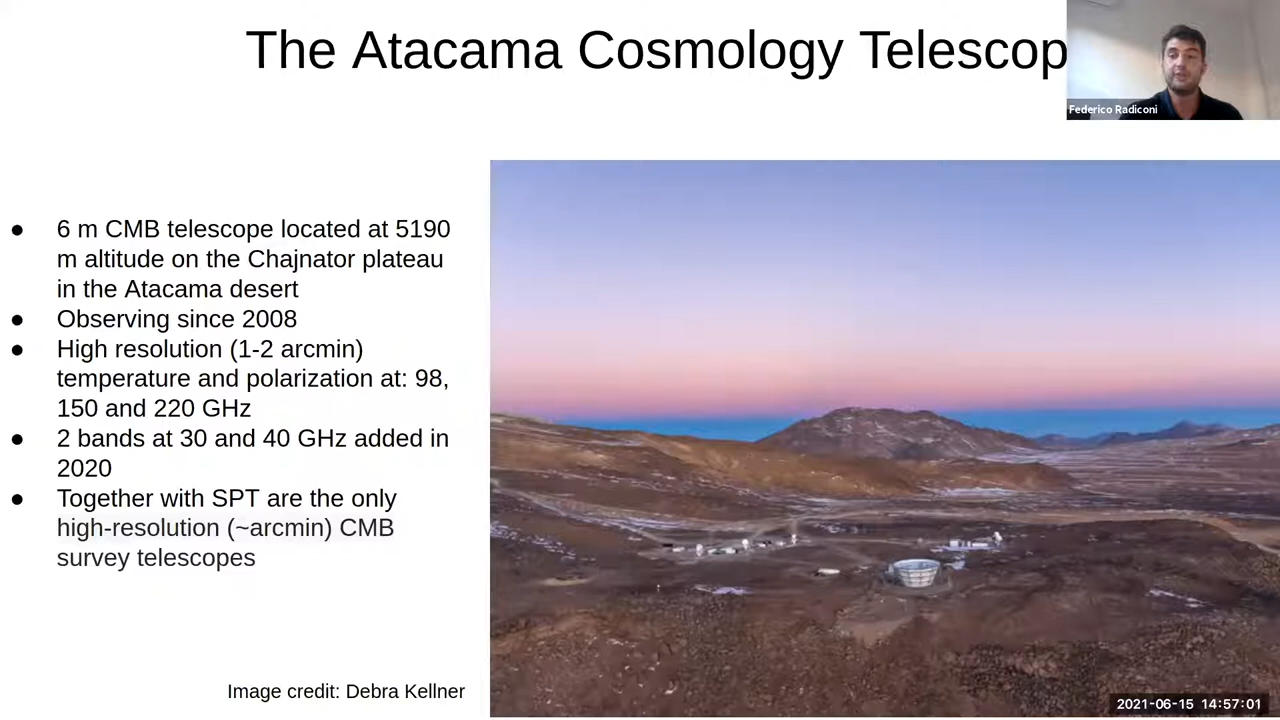 The Atacama Cosmology Telescop
Federico Radiconi
● 6 m CMB telescope located at 5190
m altitude on the Chajnator plateau
in the Atacama desert
● Observing since 2008
● High resolution (1-2 arcmin)
temperature and polarization at: 98,
150 and 220 GHz
● 2 bands at 30 and 40 GHz added in
2020
● Together with SPT are the only
high-resolution (~arcmin) CMB
survey telescopes
Image credit: Debra Kellner
2021-06-15 14:57:01